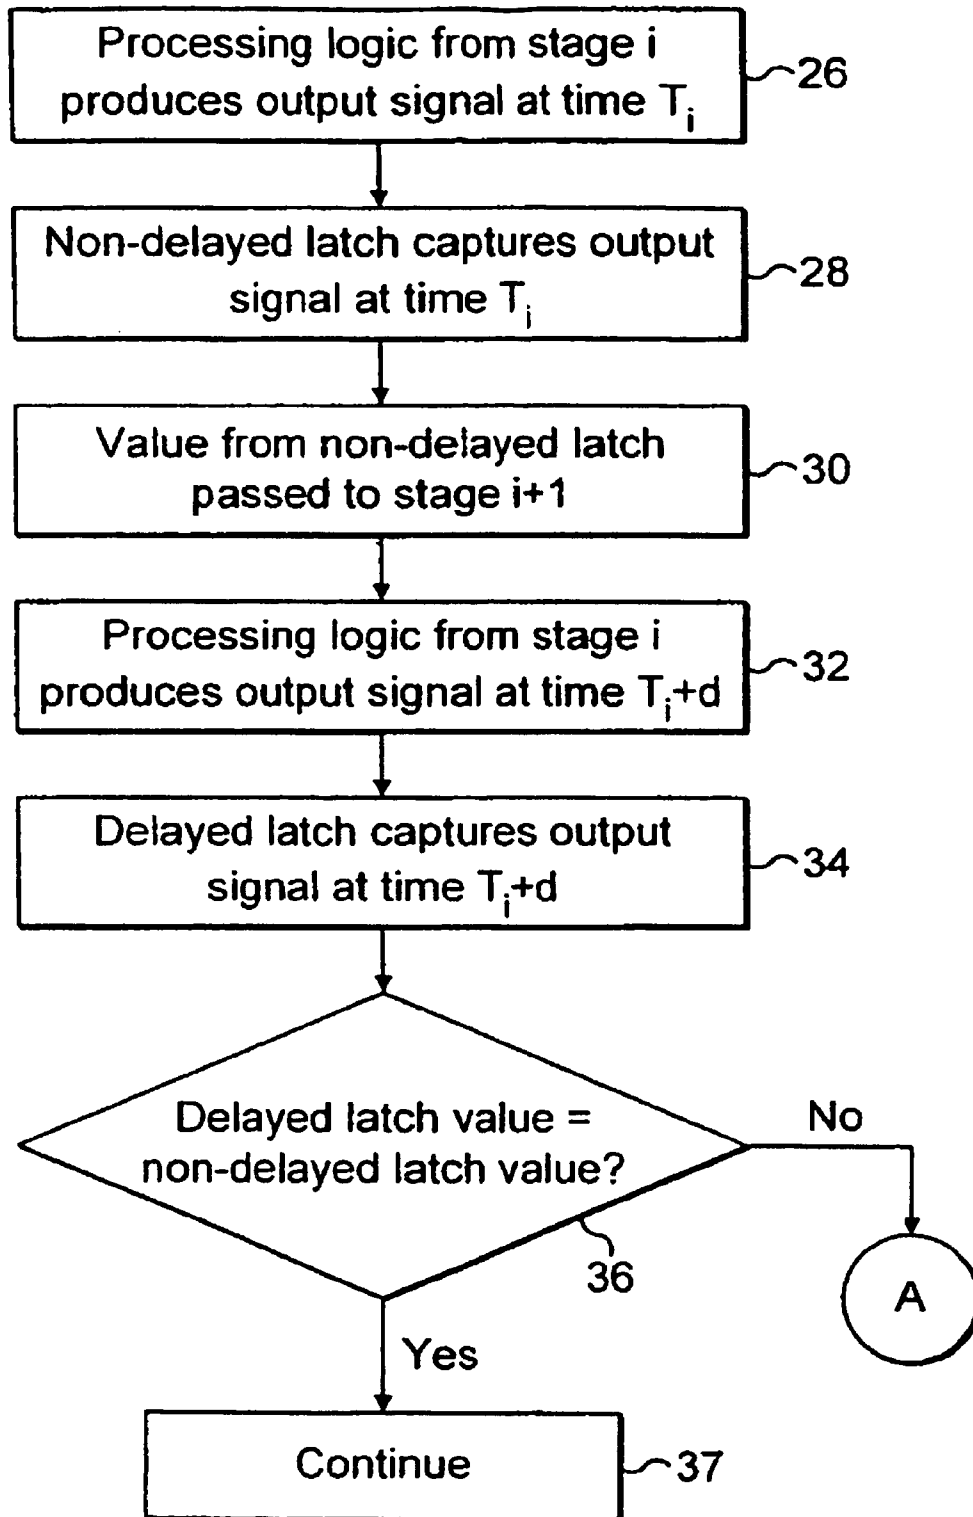 Processing logic from stage i
produces output signal at time Ti
26
Non-delayed latch captures output
signal at time Ti
28
Value from non-delayed latch
passed to stage i+1
30
Processing logic from stage i
produces output signal at time Ti+d
32
Delayed latch captures output
signal at time Ti+d
34
Delayed latch value =
non-delayed latch value?
36
No
A
Yes
Continue
37